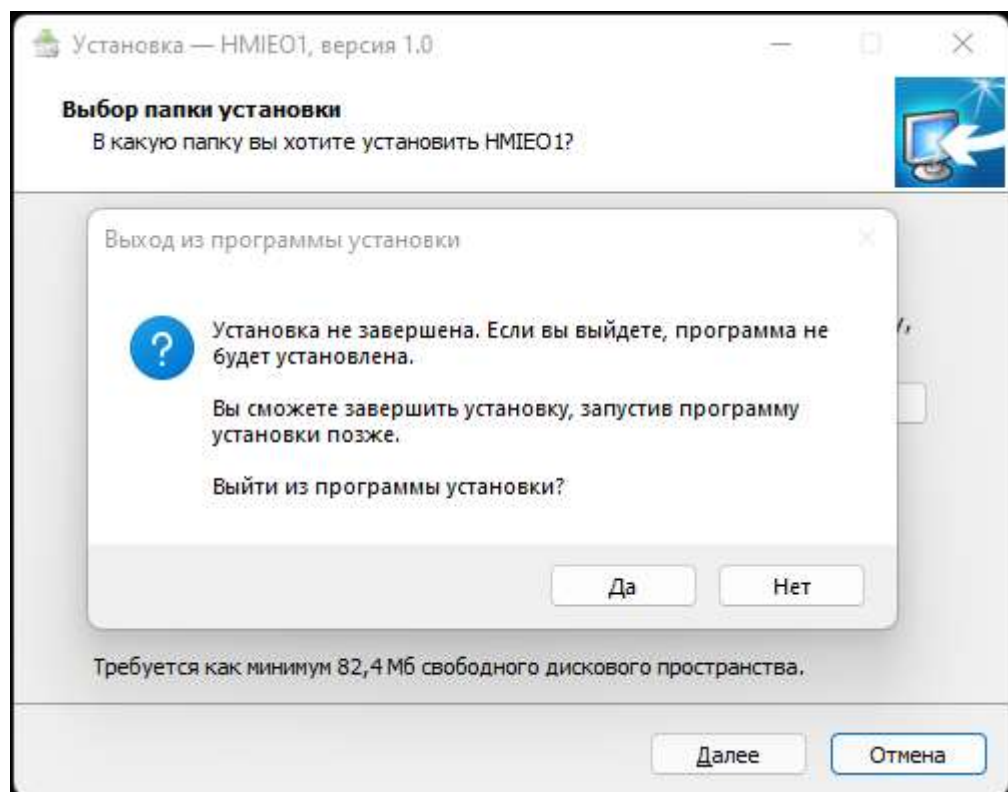 Установка — HMIEO1, версия 1.0
Выбор папки установки
В какую папку вы хотите установить HMIEO1?
Выход из программы установки
Установка не завершена. Если вы выйдете, программа не
будет установлена.
Вы сможете завершить установку, запустив программу
установки позже.
Выйти из программы установки?
Да
Нет
Требуется как минимум 82,4 Мб свободного дискового пространства.
Далее
Отмена